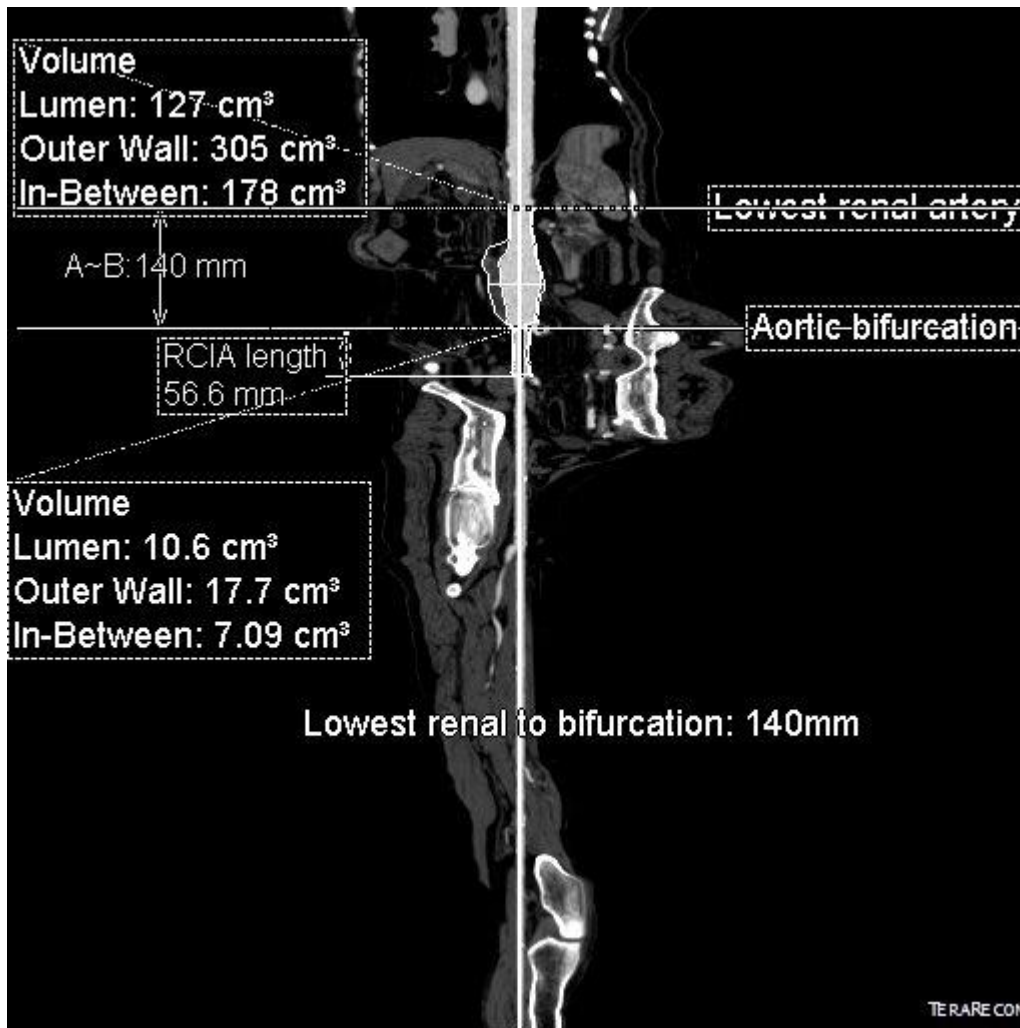 Volume
Lumen: 127 cm³
Outer Wall: 305 cm³
In-Between: 178 cm³
Lowest renal artery
A~B: 140 mm
Aortic bifurcation
RCIA length
56.6 mm
Volume
Lumen: 10.6 cm³
Outer Wall: 17.7 cm³
In-Between: 7.09 cm³
Lowest renal to bifurcation: 140mm
TERARECON